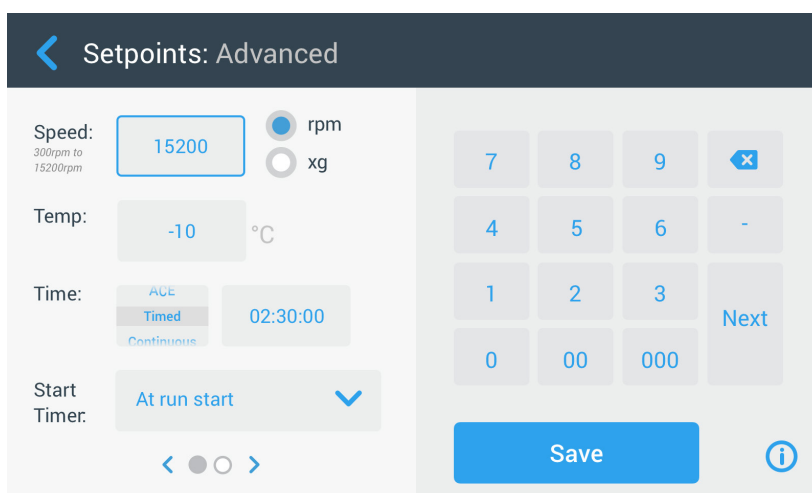 Setpoints: Advanced
Speed:
300rpm to
15200rpm
15200
rpm
xg
Temp:
-10
°C
Time:
ACE
Timed
Continuous
02:30:00
Start
Timer:
At run start
7 8 9
4 5 6 -
1 2 3
Next
0 00 000
Save